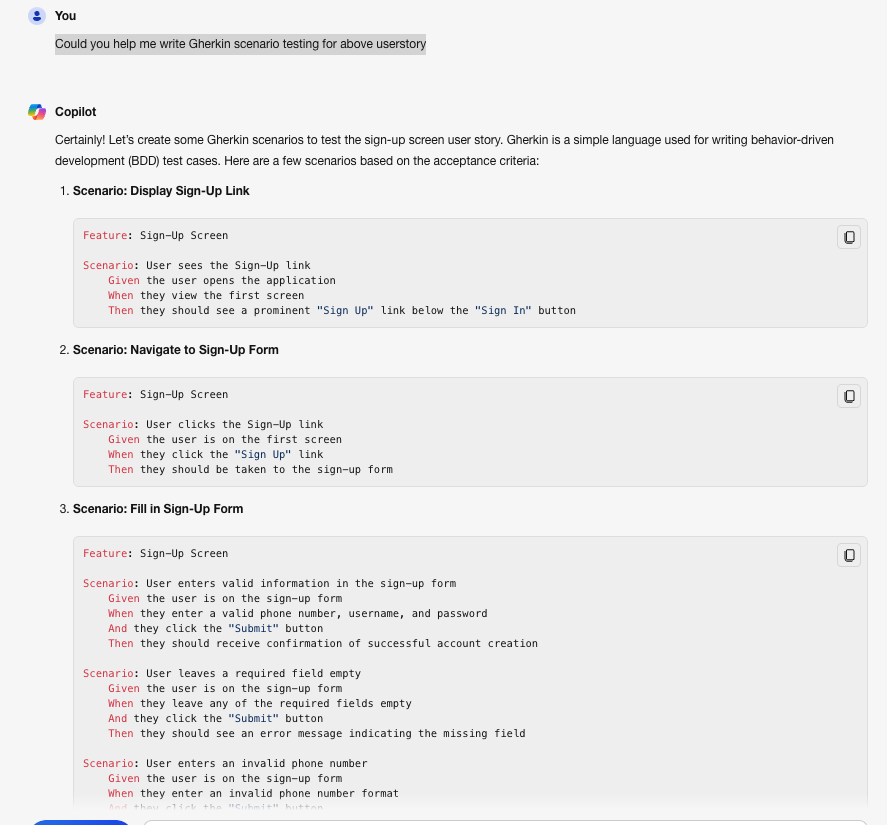 You
Could you help me write Gherkin scenario testing for above userstory
Copilot
Certainly! Let's create some Gherkin scenarios to test the sign-up screen user story. Gherkin is a simple language used for writing behavior-driven
development (BDD) test cases. Here are a few scenarios based on the acceptance criteria:
1. Scenario: Display Sign-Up Link
Feature: Sign-Up Screen
Scenario: User sees the Sign-Up link
Given the user opens the application
When they view the first screen
Then they should see a prominent "Sign Up" link below the "Sign In" button
2. Scenario: Navigate to Sign-Up Form
Feature: Sign-Up Screen
Scenario: User clicks the Sign-Up link
Given the user is on the first screen
When they click the "Sign Up" link
Then they should be taken to the sign-up form
3. Scenario: Fill in Sign-Up Form
Feature: Sign-Up Screen
Scenario: User enters valid information in the sign-up form
Given the user is on the sign-up form
When they enter a valid phone number, username, and password
And they click the "Submit" button
Then they should receive confirmation of successful account creation
Scenario: User leaves a required field empty
Given the user is on the sign-up form
When they leave any of the required fields empty
And they click the "Submit" button
Then they should see an error message indicating the missing field
Scenario: User enters an invalid phone number
Given the user is on the sign-up form
When they enter an invalid phone number format
And they click the "Submit" button